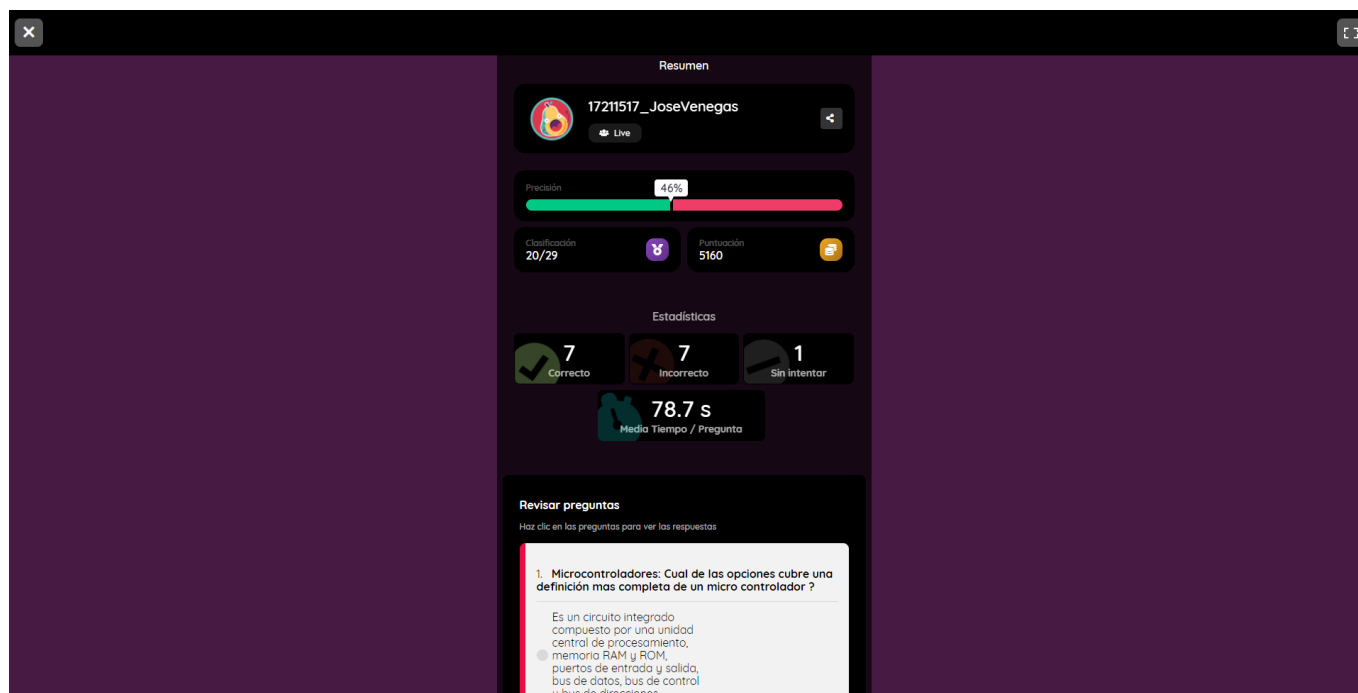 Resumen
17211517_JoseVenegas
Live
Precisión
46%
Clasificación
20/29
Puntuación
5160
Estadísticas
7
Correcto
7
Incorrecto
1
Sin intentar
78.7 s
Media Tiempo / Pregunta
Revisar preguntas
Haz clic en las preguntas para ver las respuestas
1. Microcontroladores: Cual de las opciones cubre una
definición mas completa de un micro controlador ?
Es un circuito integrado
compuesto por una unidad
central de procesamiento,
memoria RAM y ROM,
puertos de entrada y salida,
bus de datos, bus de control
y bus de direcciones